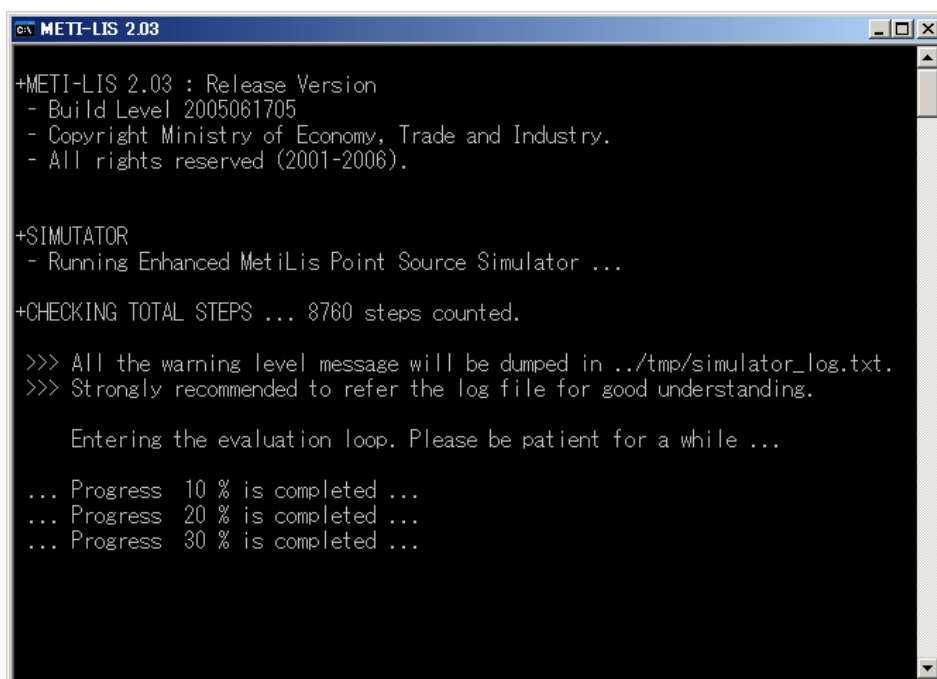 METI-LIS 2.03
+METI-LIS 2.03 : Release Version
- Build Level 2005061705
- Copyright Ministry of Economy, Trade and Industry.
- All rights reserved (2001-2006).
+SIMUTATOR
- Running Enhanced MetiLis Point Source Simulator ...
+CHECKING TOTAL STEPS ... 8760 steps counted.
>>> All the warning level message will be dumped in ../tmp/simulator_log.txt.
>>> Strongly recommended to refer the log file for good understanding.
Entering the evaluation loop. Please be patient for a while ...
... Progress 10 % is completed ...
... Progress 20 % is completed ...
... Progress 30 % is completed ...